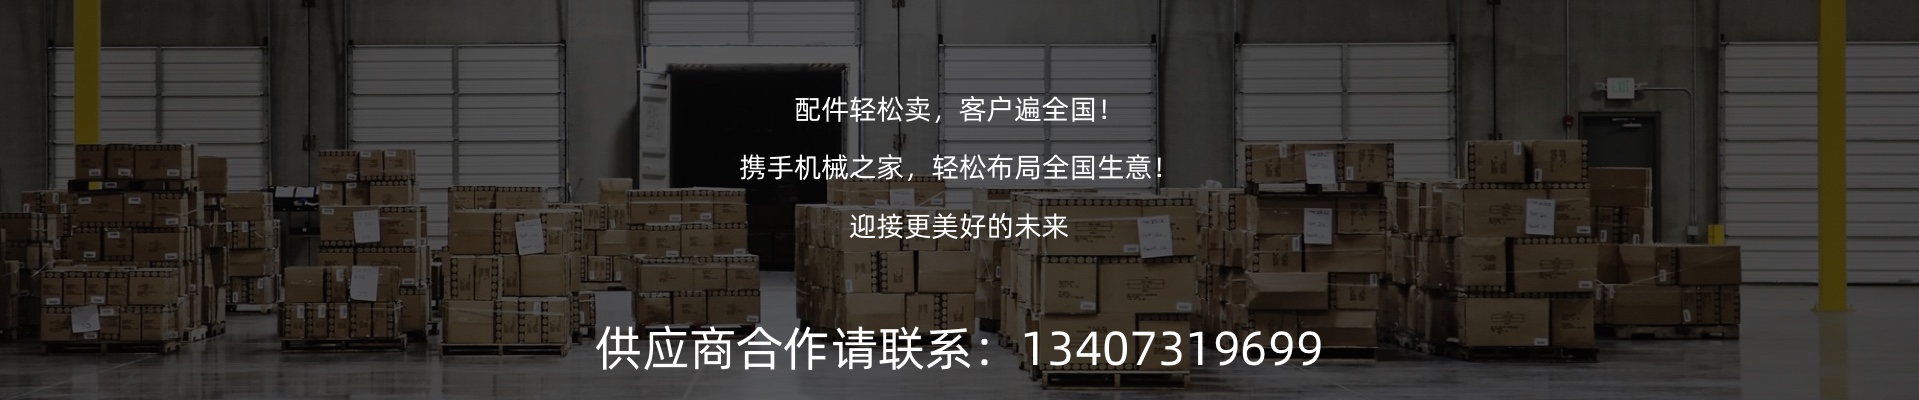 配件轻松卖，客户遍全国！
携手机械之家，轻松布局全国生意！
迎接更美好的未来
供应商合作请联系：13407319699